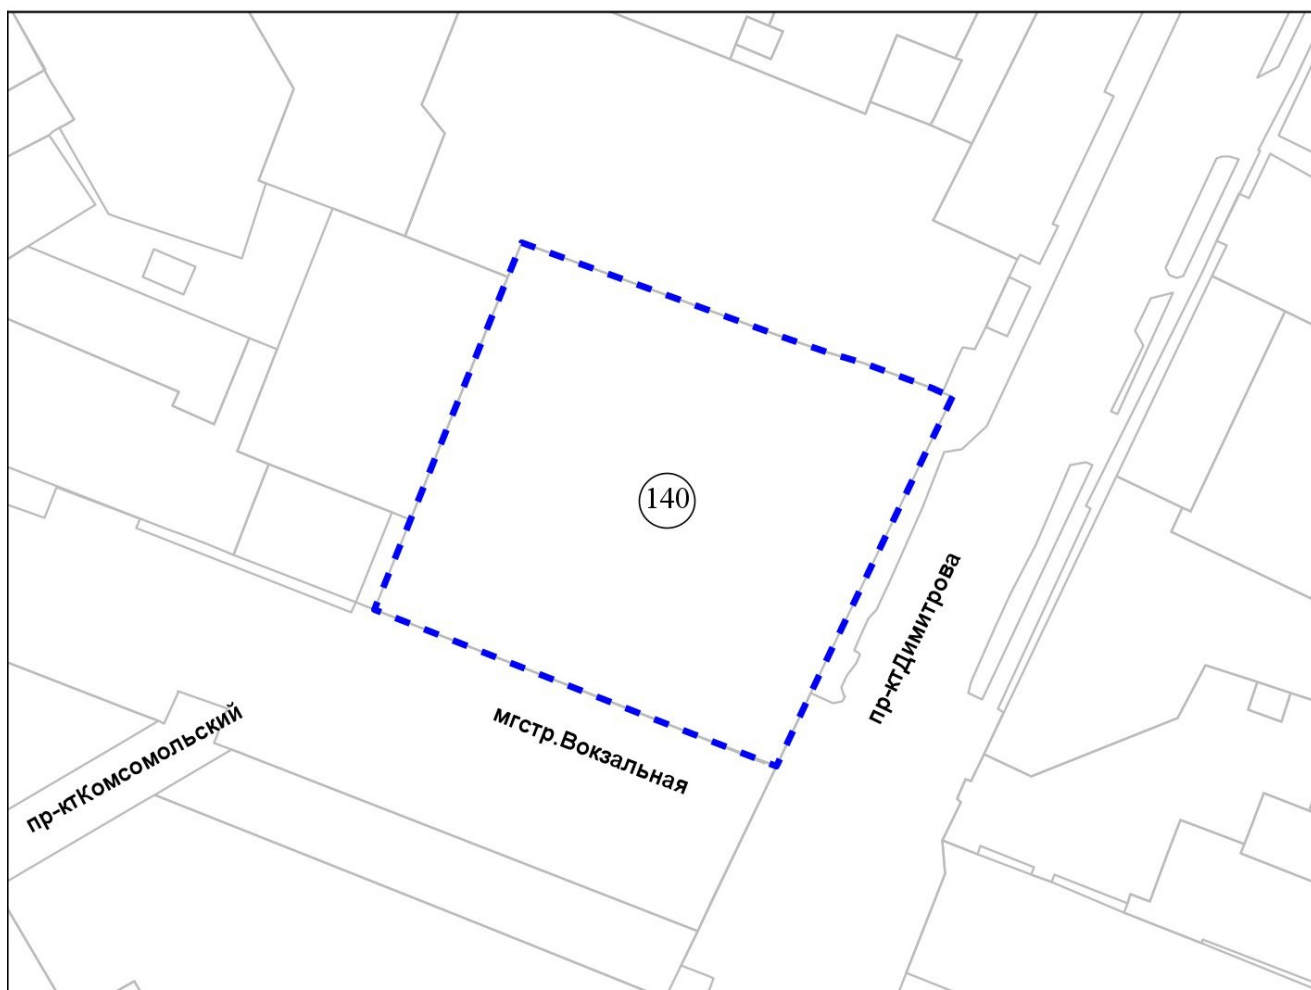 140
пр-ктДимитрова
мгстр.Вокзальная
пр-ктКомсомольский